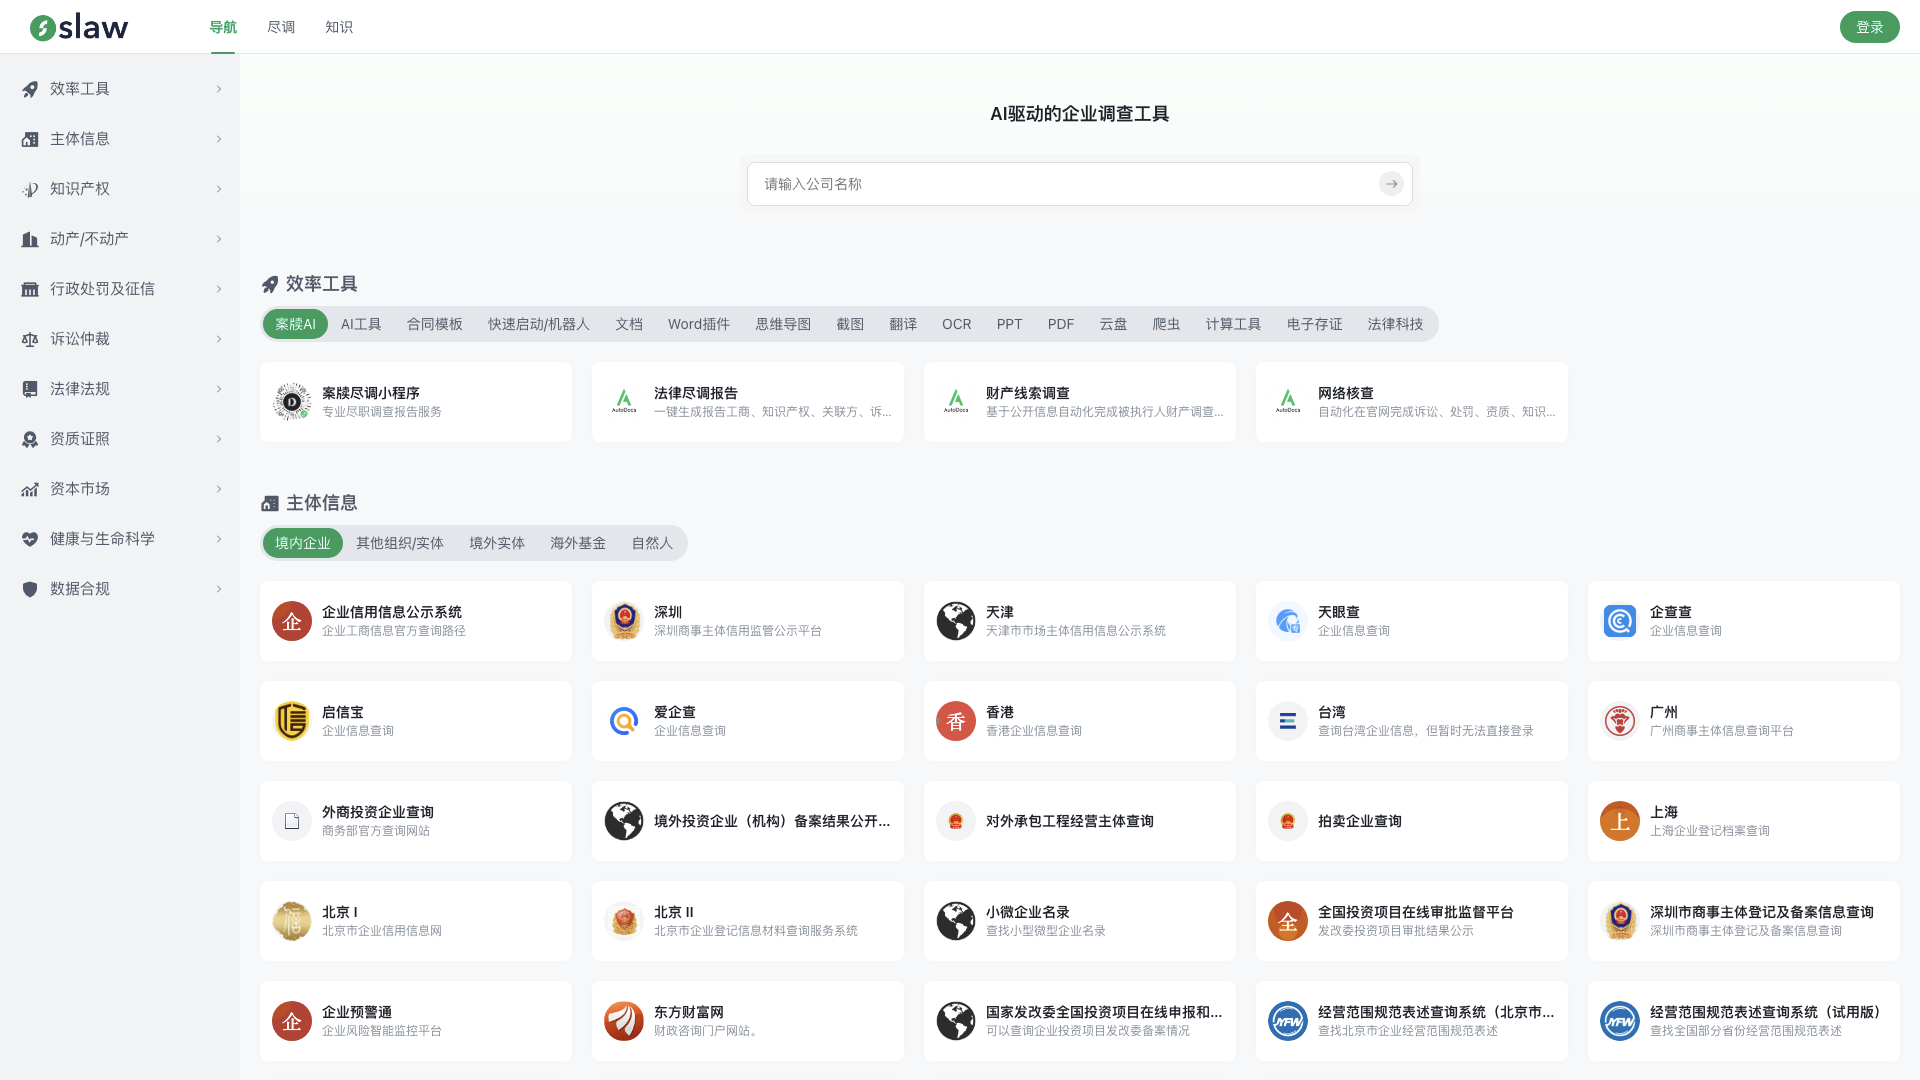 slaw
导航
尽调
知识
登录
效率工具
主体信息
知识产权
动产/不动产
行政处罚及征信
诉讼仲裁
法律法规
资质证照
资本市场
健康与生命科学
数据合规
AI驱动的企业调查工具
请输入公司名称
效率工具
案牍AI AI工具 合同模板 快速启动/机器人 文档 Word插件 思维导图 截图 翻译 OCR PPT PDF 云盘 爬虫 计算工具 电子存证 法律科技
案牍尽调小程序
专业尽职调查报告服务
AutoDocs
法律尽调报告
一键生成报告工商、知识产权、关联方、诉...
AutoDocs
财产线索调查
基于公开信息自动化完成被执行人财产调查...
AutoDocs
网络核查
自动化在官网完成诉讼、处罚、资质、知识...
主体信息
境内企业 其他组织/实体 境外实体 海外基金 自然人
企
企业信用信息公示系统
企业工商信息官方查询路径
深圳
深圳商事主体信用监管公示平台
天津
天津市市场主体信用信息公示系统
天眼查
企业信息查询
企查查
企业信息查询
启信宝
企业信息查询
爱企查
企业信息查询
香
香港
香港企业信息查询
台湾
查询台湾企业信息，但暂时无法直接登录
广州
广州商事主体信息查询平台
外商投资企业查询
商务部官方查询网站
境外投资企业（机构）备案结果公开...
对外承包工程经营主体查询
拍卖企业查询
上
上海
上海企业登记档案查询
北京 I
北京市企业信用信息网
北京 II
北京市企业登记信息材料查询服务系统
小微企业名录
查找小型微型企业名录
全
全国投资项目在线审批监督平台
发改委投资项目审批结果公示
深圳市商事主体登记及备案信息查询
深圳市商事主体登记及备案信息查询
企
企业预警通
企业风险智能监控平台
东方财富网
财政咨询门户网站。
国家发改委全国投资项目在线申报和...
可以查询企业投资项目发改委备案情况
JYFW
经营范围规范表述查询系统（北京市...
查找北京市企业经营范围规范表述
JYFW
经营范围规范表述查询系统（试用版）
查找全国部分省份经营范围规范表述